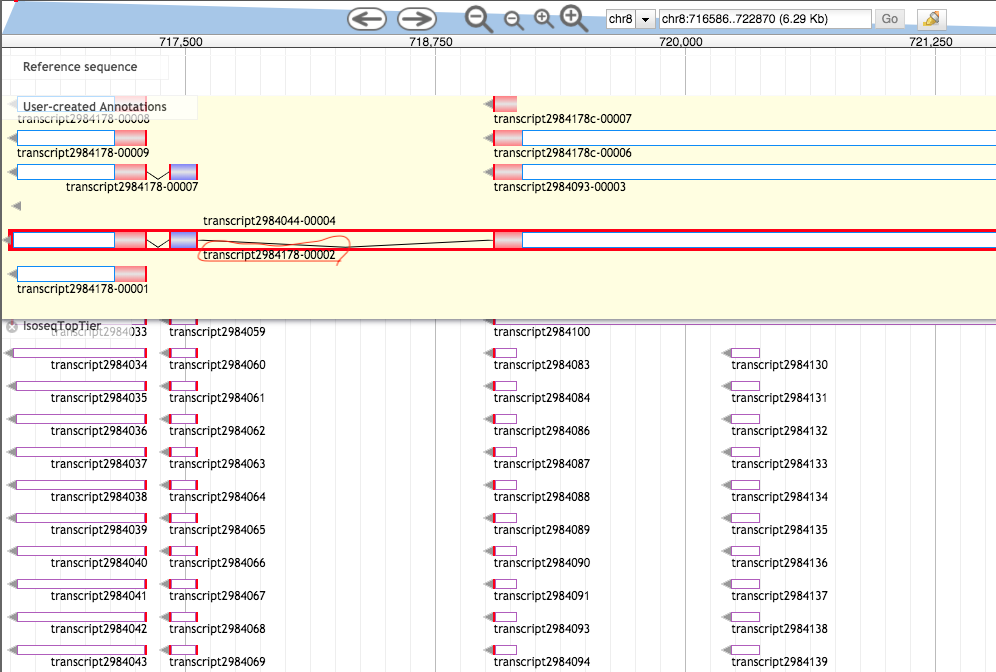 chr8 chr8:716586..722870 (6.29 Kb) Go
717,500 718,750 720,000 721,250
Reference sequence
User-created Annotations
transcript2984178-00008 transcript2984178c-00007
transcript2984178-00009 transcript2984178c-00006
transcript2984178-00007 transcript2984093-00003
transcript2984044-00004
transcript2984178-00002
transcript2984178-00001
IsoseqTopTier
transcript2984033 transcript2984059 transcript2984100
transcript2984034 transcript2984060 transcript2984083 transcript2984130
transcript2984035 transcript2984061 transcript2984084 transcript2984131
transcript2984036 transcript2984062 transcript2984086 transcript2984132
transcript2984037 transcript2984063 transcript2984087 transcript2984133
transcript2984038 transcript2984064 transcript2984088 transcript2984134
transcript2984039 transcript2984065 transcript2984089 transcript2984135
transcript2984040 transcript2984066 transcript2984090 transcript2984136
transcript2984041 transcript2984067 transcript2984091 transcript2984137
transcript2984042 transcript2984068 transcript2984093 transcript2984138
transcript2984043 transcript2984069 transcript2984094 transcript2984139